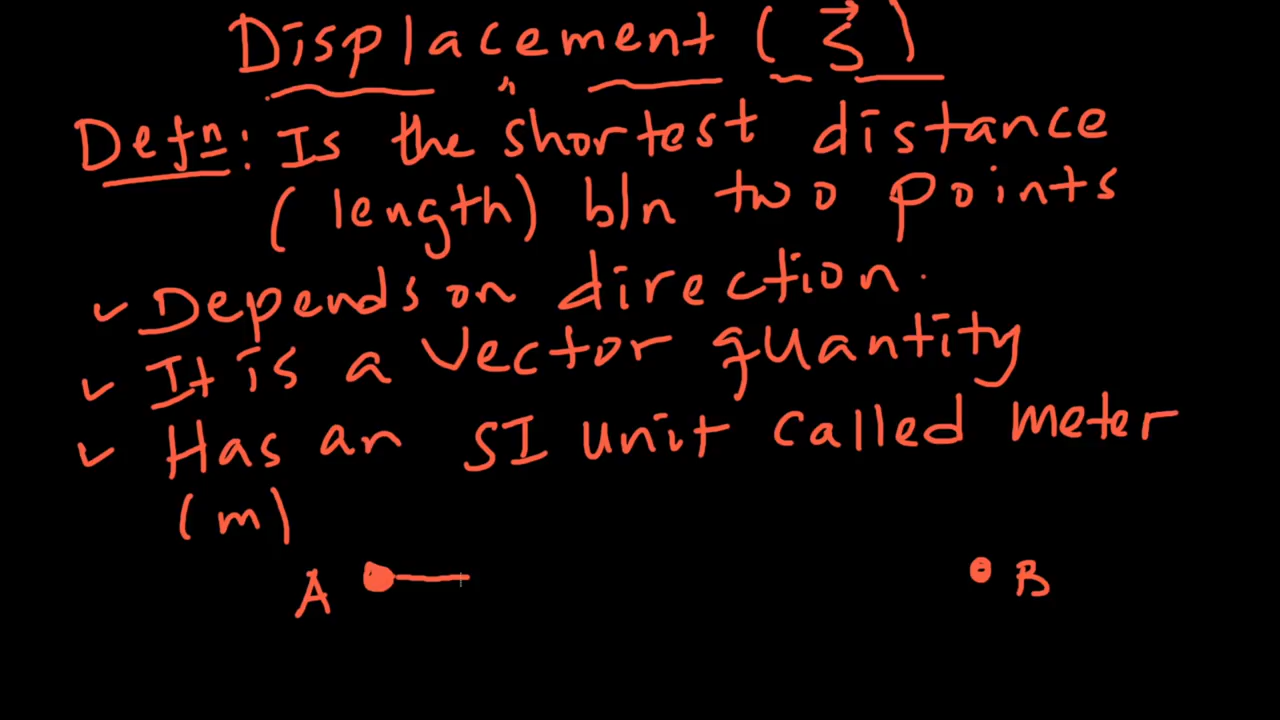 Displacement (S⃗)
Defn: Is the shortest distance
(length) b/n two points
✓ Depends on direction.
✓ It is a vector quantity
✓ Has an SI unit called meter
(m)
A B